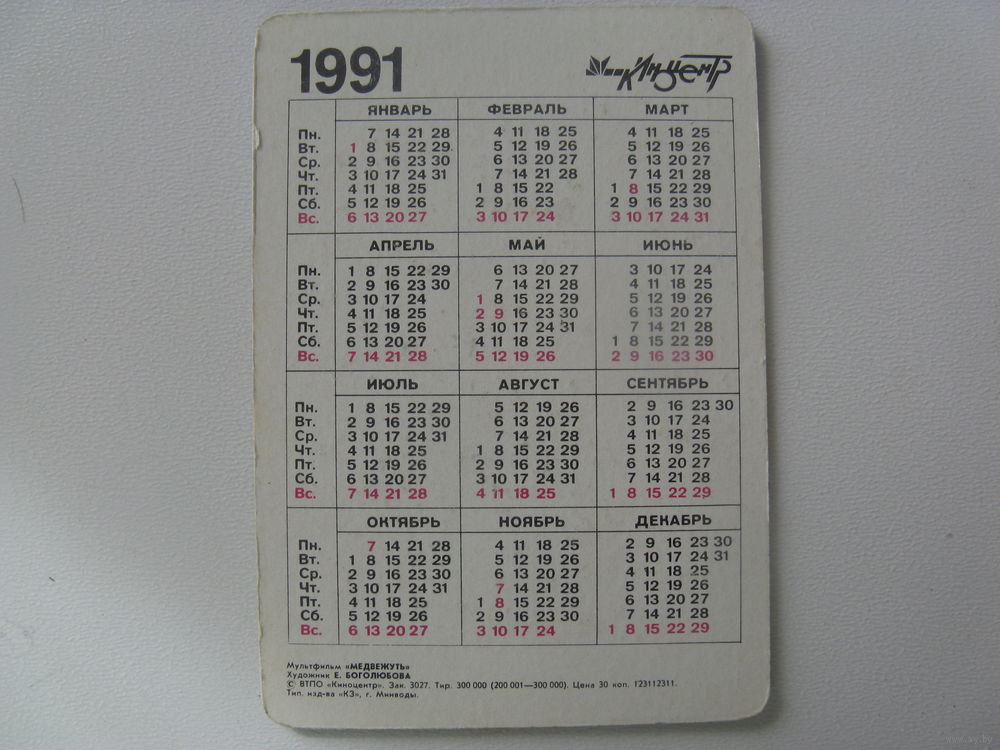 1991 Киноцентр
ЯНВАРЬ ФЕВРАЛЬ МАРТ
Пн. 7 14 21 28 4 11 18 25 4 11 18 25
Вт. 1 8 15 22 29 5 12 19 26 5 12 19 26
Ср. 2 9 16 23 30 6 13 20 27 6 13 20 27
Чт. 3 10 17 24 31 7 14 21 28 7 14 21 28
Пт. 4 11 18 25 1 8 15 22 1 8 15 22 29
Сб. 5 12 19 26 2 9 16 23 2 9 16 23 30
Вс. 6 13 20 27 3 10 17 24 3 10 17 24 31
АПРЕЛЬ МАЙ ИЮНЬ
Пн. 1 8 15 22 29 6 13 20 27 3 10 17 24
Вт. 2 9 16 23 30 7 14 21 28 4 11 18 25
Ср. 3 10 17 24 1 8 15 22 29 5 12 19 26
Чт. 4 11 18 25 2 9 16 23 30 6 13 20 27
Пт. 5 12 19 26 3 10 17 24 31 7 14 21 28
Сб. 6 13 20 27 4 11 18 25 1 8 15 22 29
Вс. 7 14 21 28 5 12 19 26 2 9 16 23 30
ИЮЛЬ АВГУСТ СЕНТЯБРЬ
Пн. 1 8 15 22 29 5 12 19 26 2 9 16 23 30
Вт. 2 9 16 23 30 6 13 20 27 3 10 17 24
Ср. 3 10 17 24 31 7 14 21 28 4 11 18 25
Чт. 4 11 18 25 1 8 15 22 29 5 12 19 26
Пт. 5 12 19 26 2 9 16 23 30 6 13 20 27
Сб. 6 13 20 27 3 10 17 24 31 7 14 21 28
Вс. 7 14 21 28 4 11 18 25 1 8 15 22 29
ОКТЯБРЬ НОЯБРЬ ДЕКАБРЬ
Пн. 7 14 21 28 4 11 18 25 2 9 16 23 30
Вт. 1 8 15 22 29 5 12 19 26 3 10 17 24 31
Ср. 2 9 16 23 30 6 13 20 27 4 11 18 25
Чт. 3 10 17 24 31 7 14 21 28 5 12 19 26
Пт. 4 11 18 25 1 8 15 22 29 6 13 20 27
Сб. 5 12 19 26 2 9 16 23 30 7 14 21 28
Вс. 6 13 20 27 3 10 17 24 1 8 15 22 29
Мультфильм «МЕДВЕЖУТЬ»
Художник Е. БОГОЛЮБОВА
© ВТПО «Киноцентр». Зак. 3027. Тир. 300 000 (200 001—300 000). Цена 30 коп. Г23112311.
Тип. изд-ва «КЗ», г. Минводы.
www.ay.by